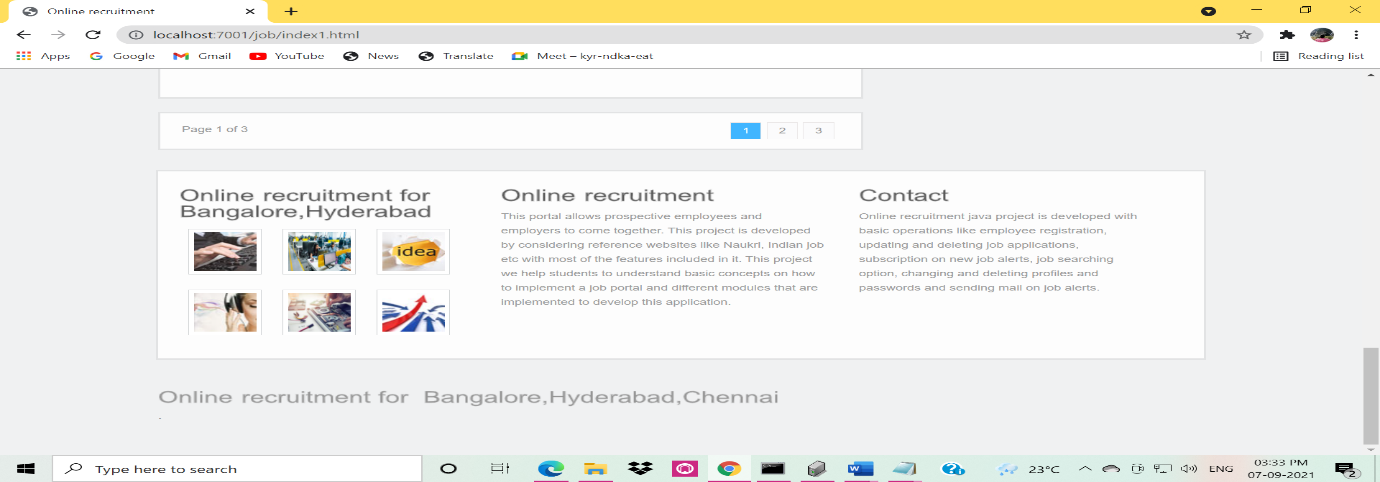 Online recruitment
localhost:7001/job/index1.html
Apps Google Gmail YouTube News Translate Meet – kyr-ndka-eat Reading list
Page 1 of 3 1 2 3
Online recruitment for
Bangalore,Hyderabad
idea
Online recruitment
This portal allows prospective employees and
employers to come together. This project is developed
by considering reference websites like Naukri, Indian job
etc with most of the features included in it. This project
we help students to understand basic concepts on how
to implement a job portal and different modules that are
implemented to develop this application.
Contact
Online recruitment java project is developed with
basic operations like employee registration,
updating and deleting job applications,
subscription on new job alerts, job searching
option, changing and deleting profiles and
passwords and sending mail on job alerts.
Online recruitment for Bangalore,Hyderabad,Chennai
.
Type here to search
23°C ENG 03:33 PM
07-09-2021
2